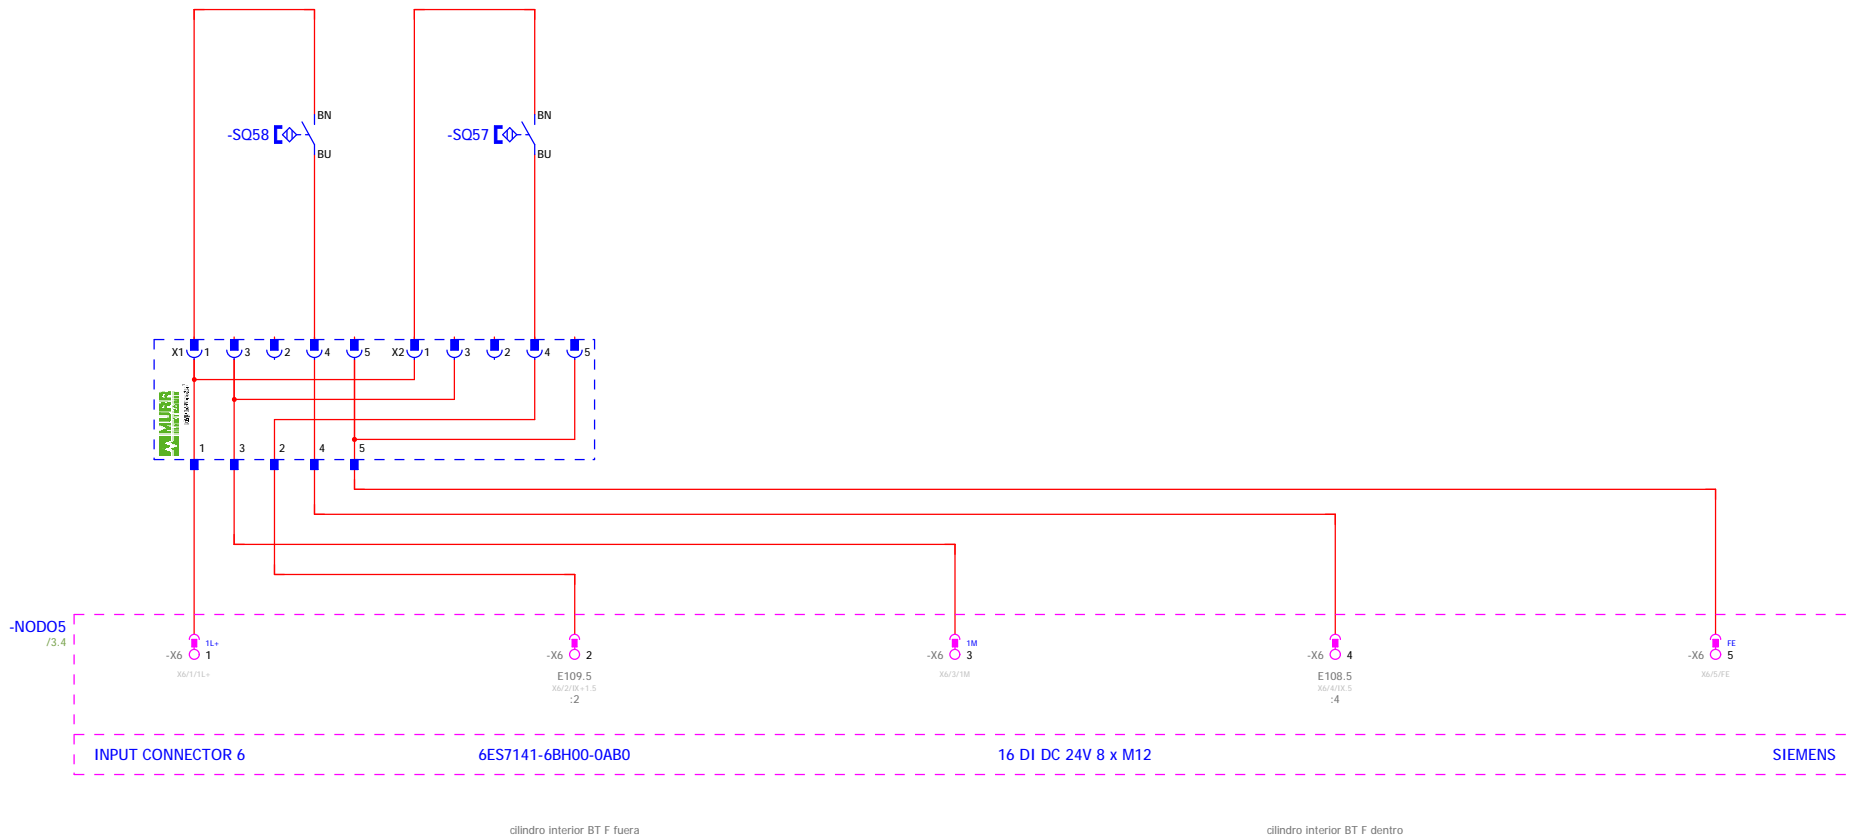 BN
BN
-SQ58
-SQ57
BU
BU
X1 1 3 2 4 5 X2 1 3 2 4 5
MURR
1 3 2 4 5
-NODO5
/3.4
1L+ 1M FE
-X6 1 -X6 2 -X6 3 -X6 4 -X6 5
X6/1/1L+ E109.5 X6/3/1M E108.5 X6/5/FE
X6/2/IX+1.5 X6/4/IX.5
:2 :4
INPUT CONNECTOR 6 6ES7141-6BH00-0AB0 16 DI DC 24V 8 x M12 SIEMENS
cilindro interior BT F fuera cilindro interior BT F dentro